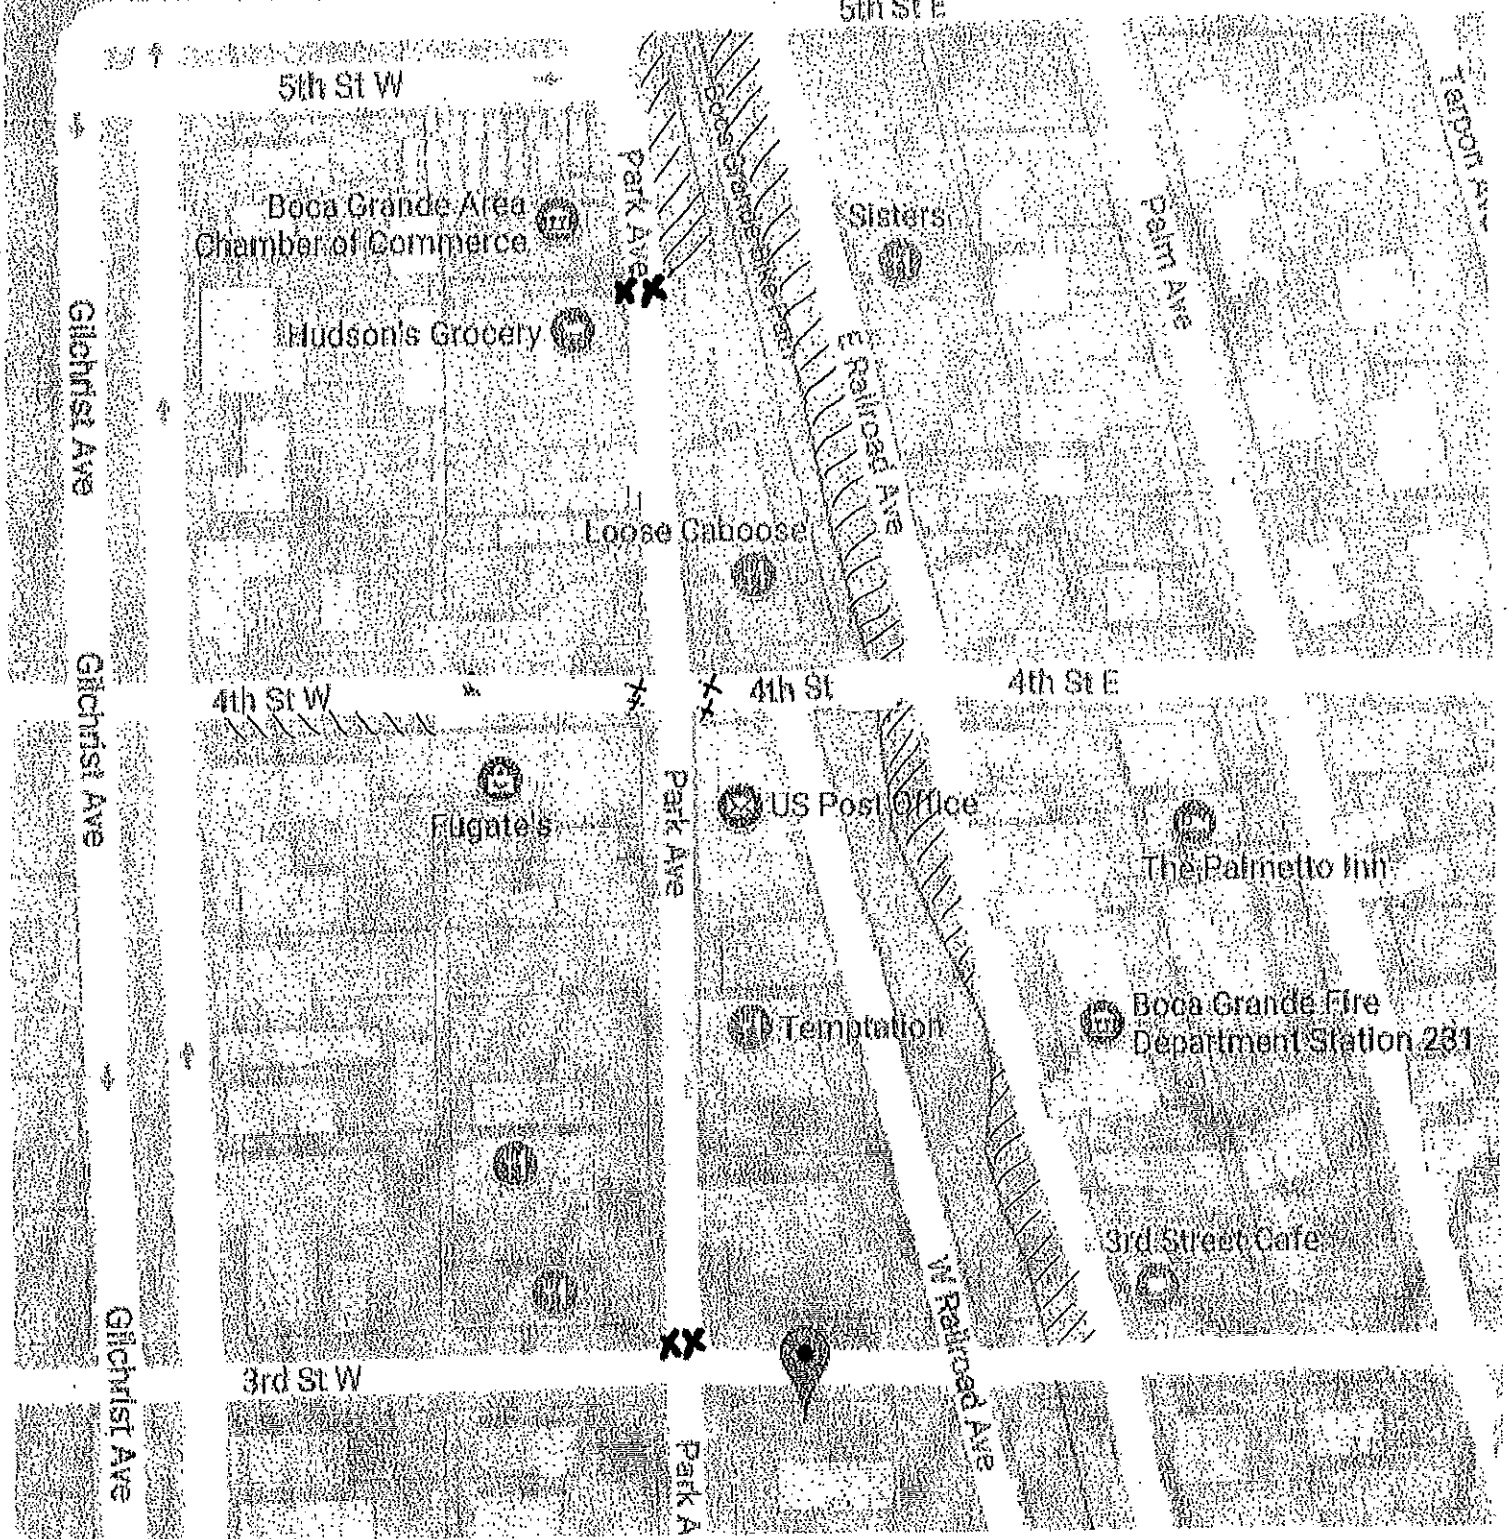 5th St E
5th St W
Park Ave
Tarpon Ave
Boca Grande Area
Chamber of Commerce
Sisters
Palm Ave
Gilchrist Ave
Hudson's Grocery
E Railroad Ave
Loose Caboose
Gilchrist Ave
4th St W
4th St
4th St E
Fugate's
Park Ave
US Post Office
The Palmetto Inn
Temptation
Boca Grande Fire
Department Station 231
3rd Street Cafe
W Railroad Ave
Gilchrist Ave
3rd St W
Park A